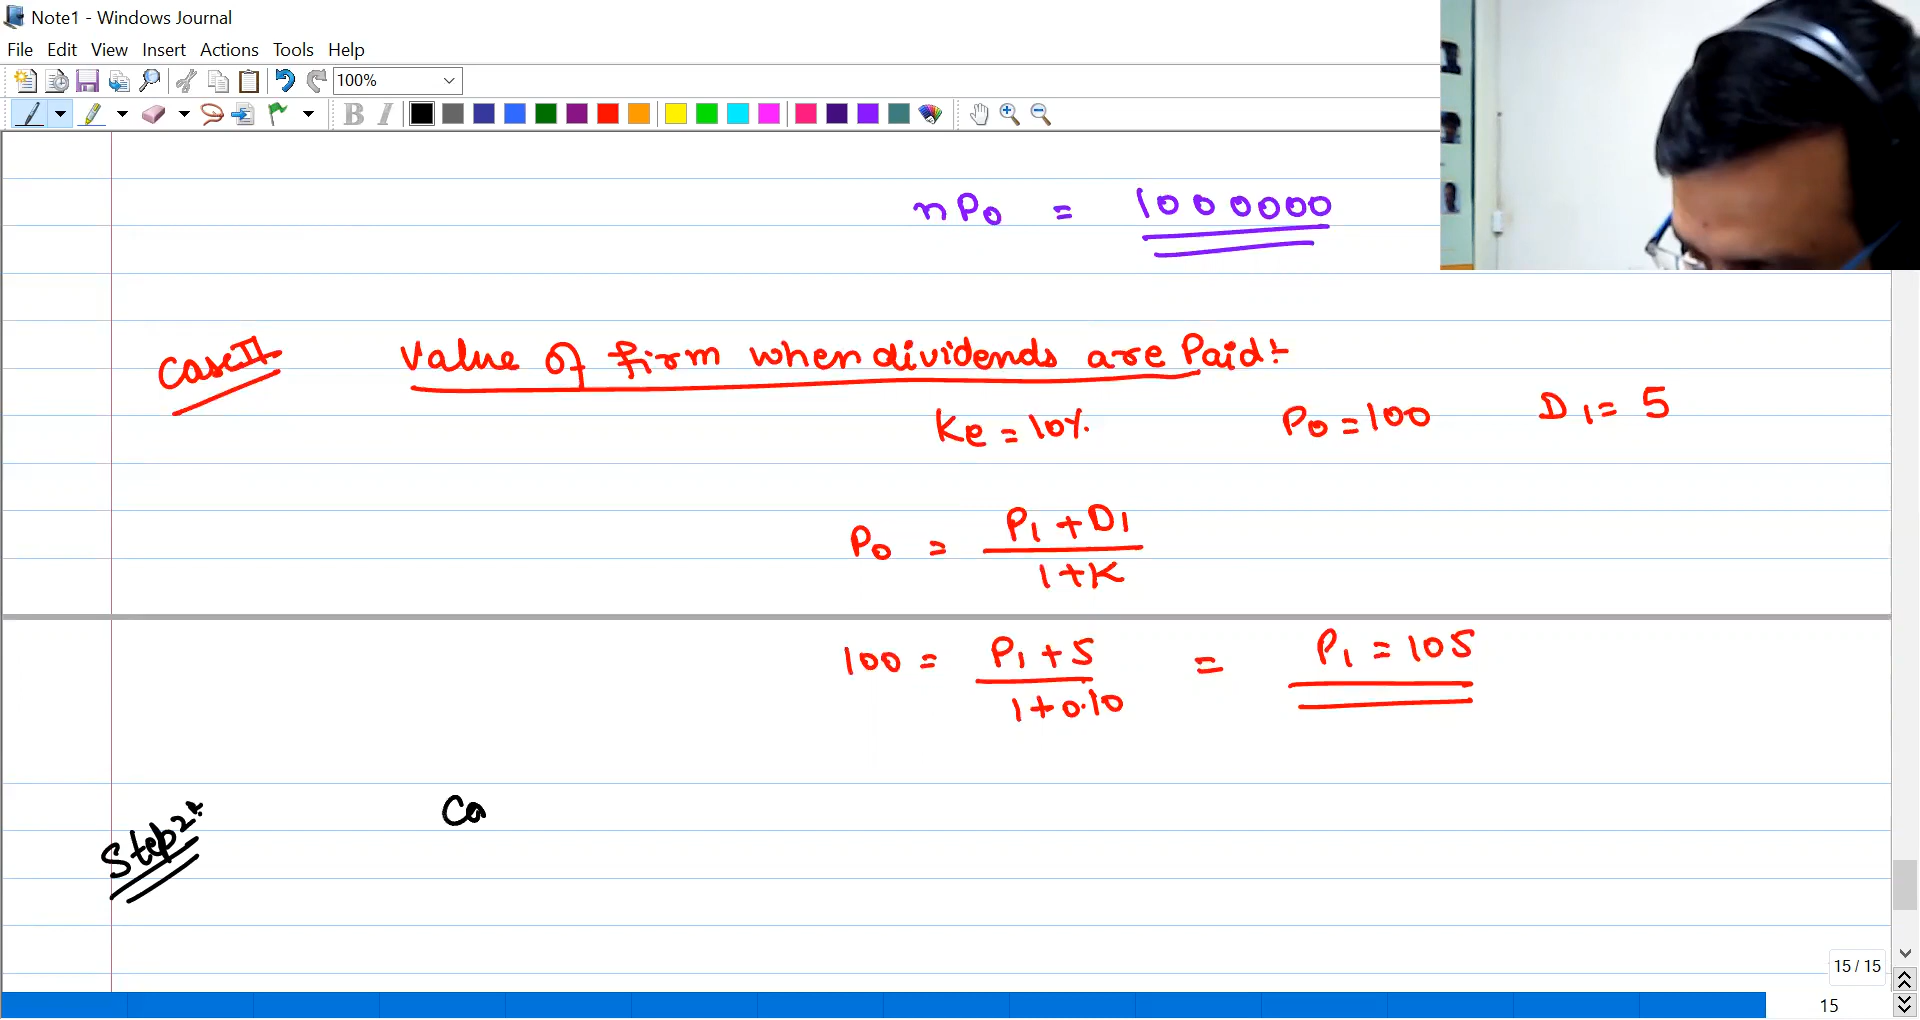 Note1 - Windows Journal
File Edit View Insert Actions Tools Help
100%
B I
nP0 = 1000000
Case II Value of firm when dividends are Paid:
Ke = 10% P0 = 100 D1 = 5
P0 = P1 + D1
1 + K
100 = P1 + 5 = P1 = 105
1 + 0.10
Step2: Ca
15 / 15
15